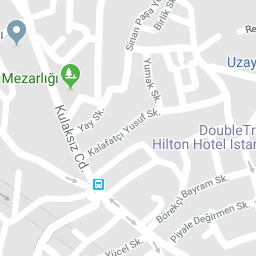 Sinan Paşa Y
Birlik Sk.
Re
ı
Uzay
Mezarlığı
Yumak Sk.
Yay Sk.
Kulaksız Cd.
Kalafatçı Yusuf Sk.
DoubleTr
Hilton Hotel Istan
Börekçi Bayram Sk.
Piyale Değirmen Sk.
Yücel Sk.